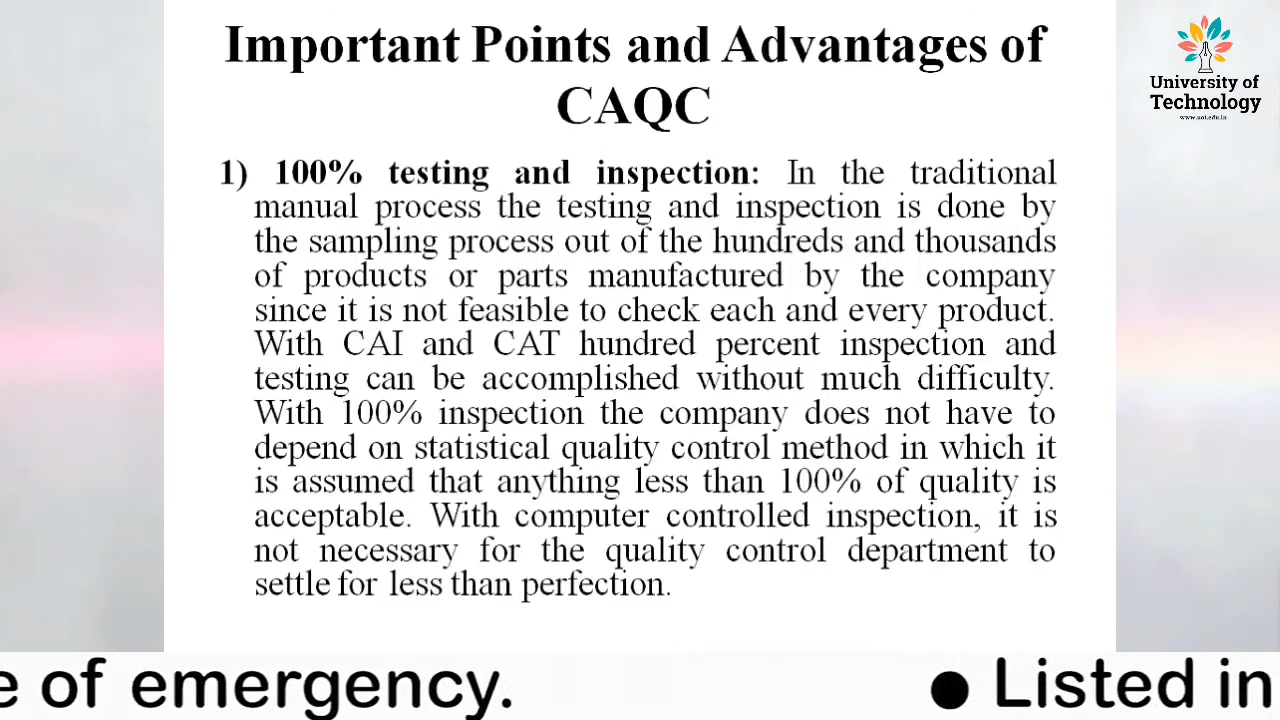 Important Points and Advantages of
CAQC
University of
Technology
www.uot.edu.in
1) 100% testing and inspection: In the traditional
manual process the testing and inspection is done by
the sampling process out of the hundreds and thousands
of products or parts manufactured by the company
since it is not feasible to check each and every product.
With CAI and CAT hundred percent inspection and
testing can be accomplished without much difficulty.
With 100% inspection the company does not have to
depend on statistical quality control method in which it
is assumed that anything less than 100% of quality is
acceptable. With computer controlled inspection, it is
not necessary for the quality control department to
settle for less than perfection.
e of emergency. ● Listed in